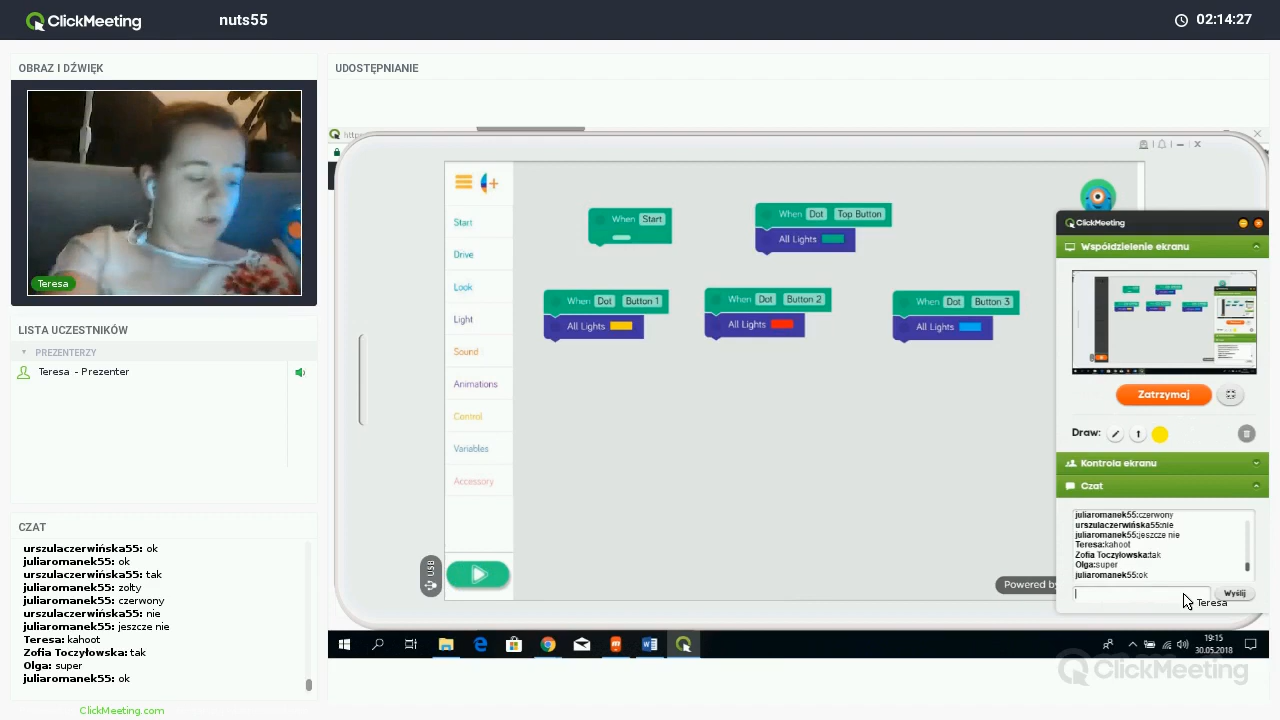 ClickMeeting
nuts55
02:14:27
OBRAZ I DŹWIĘK
Teresa
LISTA UCZESTNIKÓW
PREZENTERZY
Teresa - Prezenter
CZAT
urszulaczerwińska55: ok
juliaromanek55: ok
urszulaczerwińska55: tak
juliaromanek55: zolty
juliaromanek55: czerwony
urszulaczerwińska55: nie
juliaromanek55: jeszcze nie
Teresa: kahoot
Zofia Toczyłowska: tak
Olga: super
juliaromanek55: ok
ClickMeeting.com
UDOSTĘPNIANIE
Start
Drive
Look
Light
Sound
Animations
Control
Variables
Accessory
USB
When Start
When Dot Top Button
All Lights
When Dot Button 1
All Lights
When Dot Button 2
All Lights
When Dot Button 3
All Lights
Powered by
ClickMeeting
Współdzielenie ekranu
Zatrzymaj
Draw:
Kontrola ekranu
Czat
juliaromanek55:czerwony
urszulaczerwińska55:nie
juliaromanek55:jeszcze nie
Teresa:kahoot
Zofia Toczyłowska:tak
Olga:super
juliaromanek55:ok
Wyślij
Teresa
19:15
30.05.2018
ClickMeeting